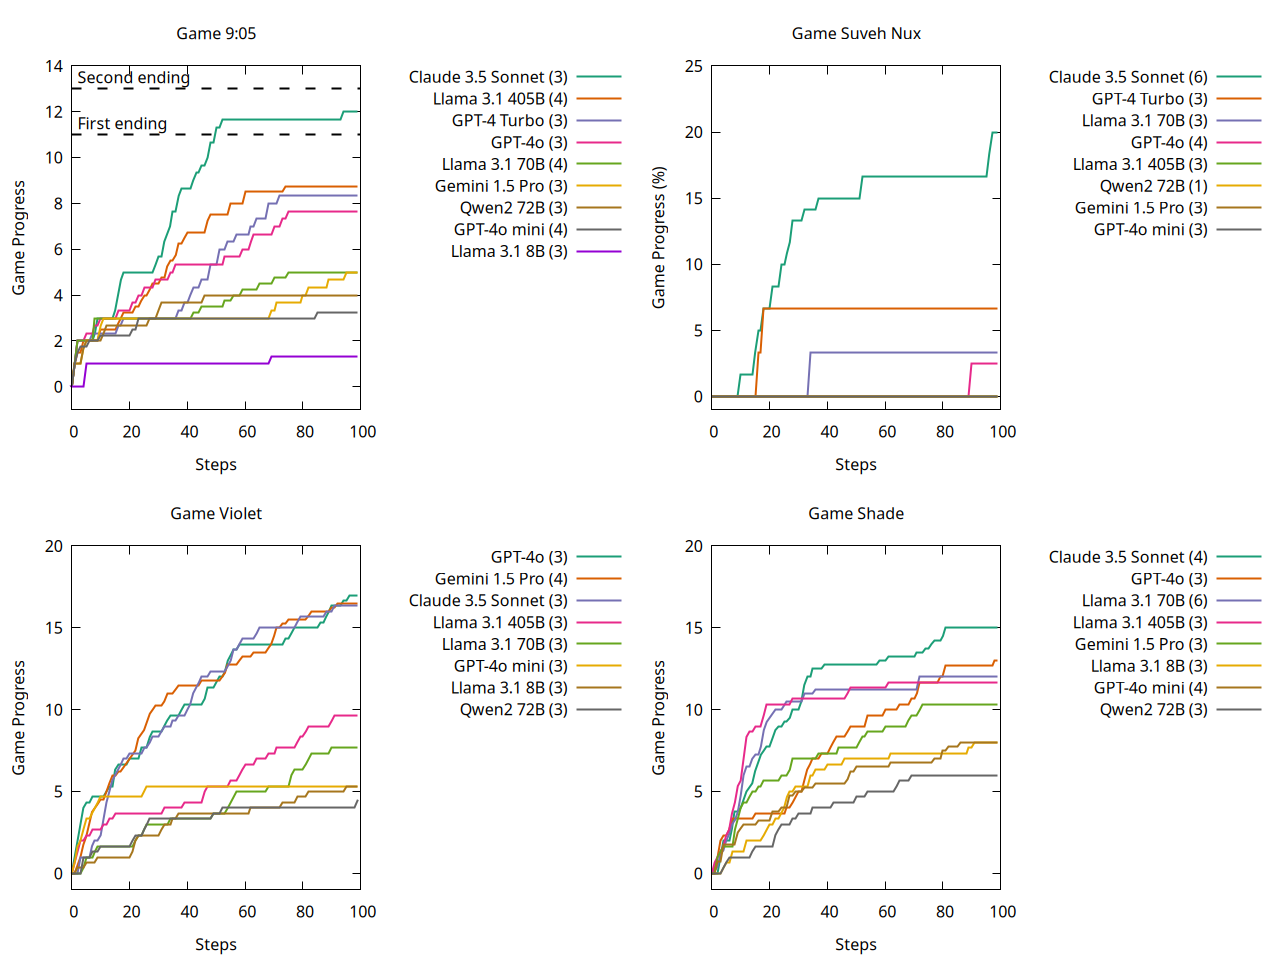 Game 9:05
Game Progress
14
12
10
8
6
4
2
0
Second ending
First ending
0 20 40 60 80 100
Steps
Claude 3.5 Sonnet (3)
Llama 3.1 405B (4)
GPT-4 Turbo (3)
GPT-4o (3)
Llama 3.1 70B (4)
Gemini 1.5 Pro (3)
Qwen2 72B (3)
GPT-4o mini (4)
Llama 3.1 8B (3)
Game Suveh Nux
Game Progress (%)
25
20
15
10
5
0
0 20 40 60 80 100
Steps
Claude 3.5 Sonnet (6)
GPT-4 Turbo (3)
Llama 3.1 70B (3)
GPT-4o (4)
Llama 3.1 405B (3)
Qwen2 72B (1)
Gemini 1.5 Pro (3)
GPT-4o mini (3)
Game Violet
Game Progress
20
15
10
5
0
0 20 40 60 80 100
Steps
GPT-4o (3)
Gemini 1.5 Pro (4)
Claude 3.5 Sonnet (3)
Llama 3.1 405B (3)
Llama 3.1 70B (3)
GPT-4o mini (3)
Llama 3.1 8B (3)
Qwen2 72B (3)
Game Shade
Game Progress
20
15
10
5
0
0 20 40 60 80 100
Steps
Claude 3.5 Sonnet (4)
GPT-4o (3)
Llama 3.1 70B (6)
Llama 3.1 405B (3)
Gemini 1.5 Pro (3)
Llama 3.1 8B (3)
GPT-4o mini (4)
Qwen2 72B (3)